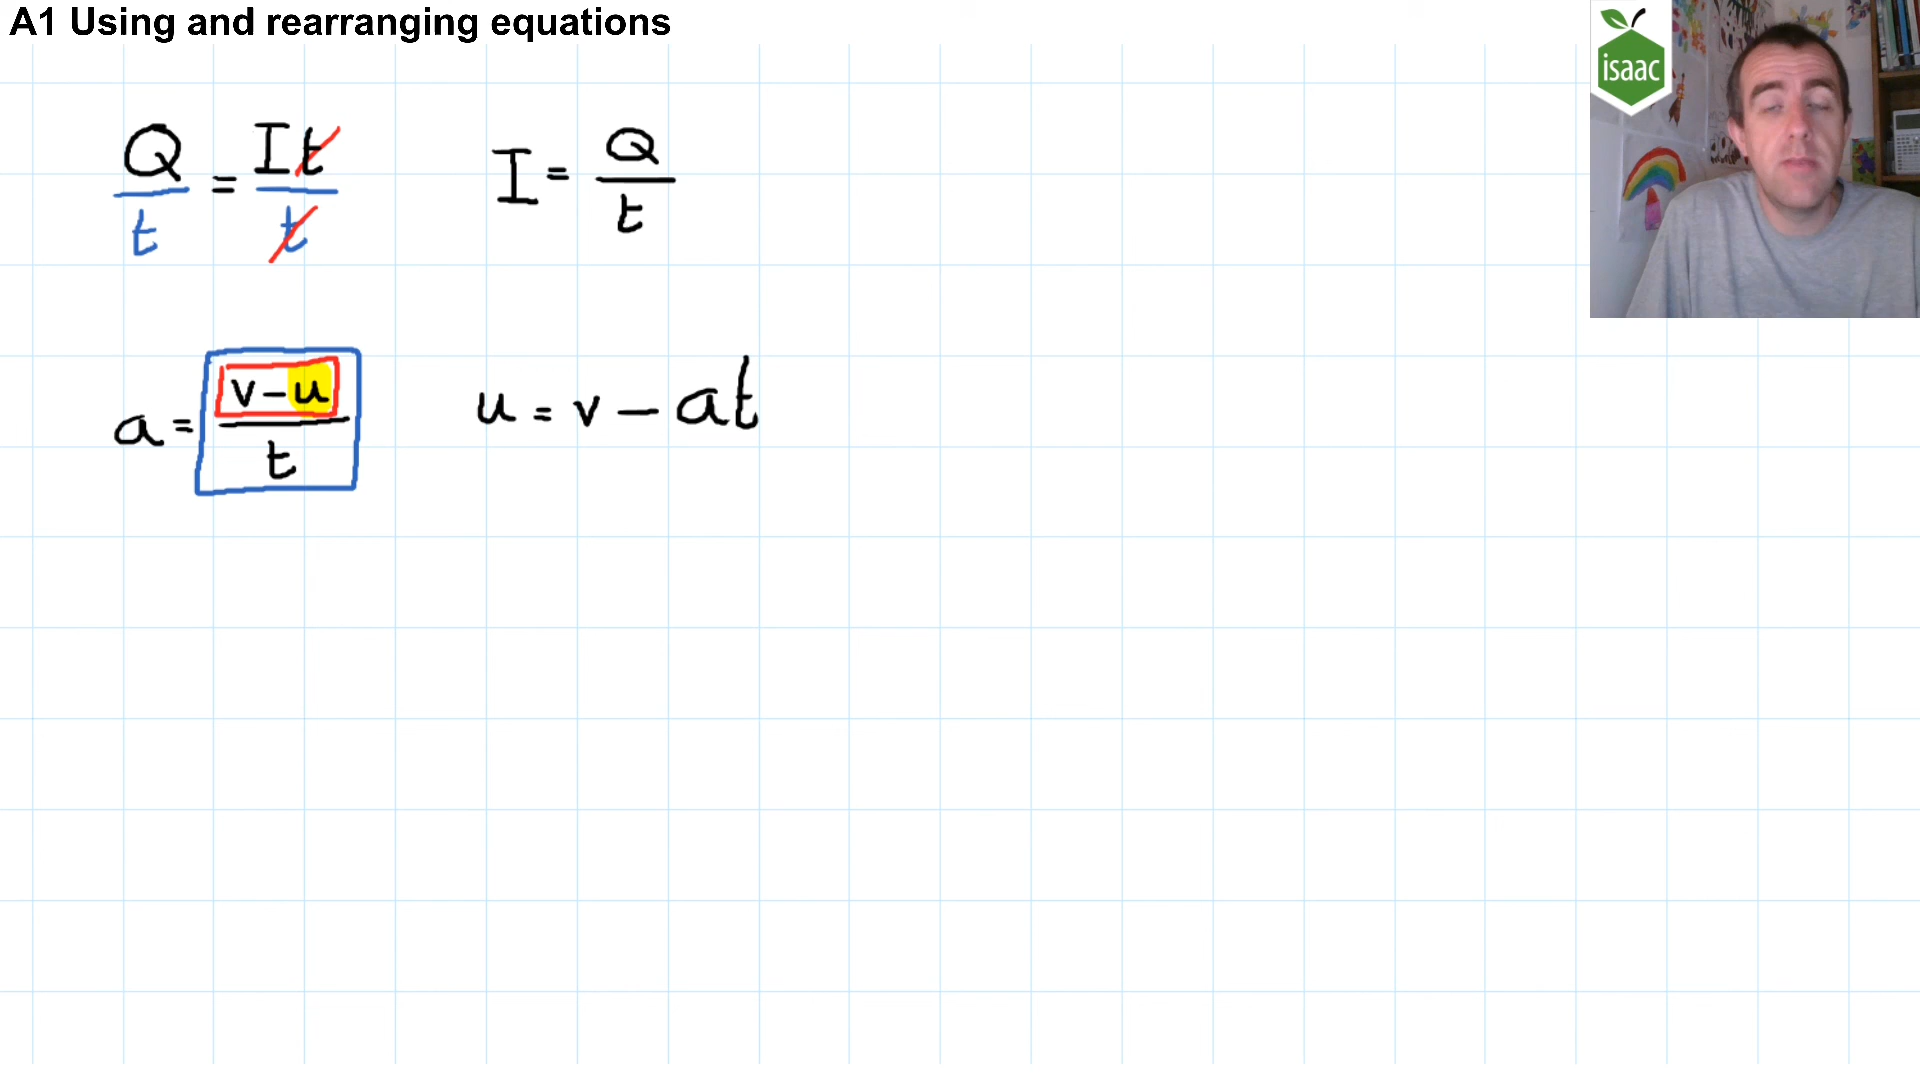 A1 Using and rearranging equations
isaac
Q/t = It/t
I = Q/t
a = (v-u)/t
u = v - at